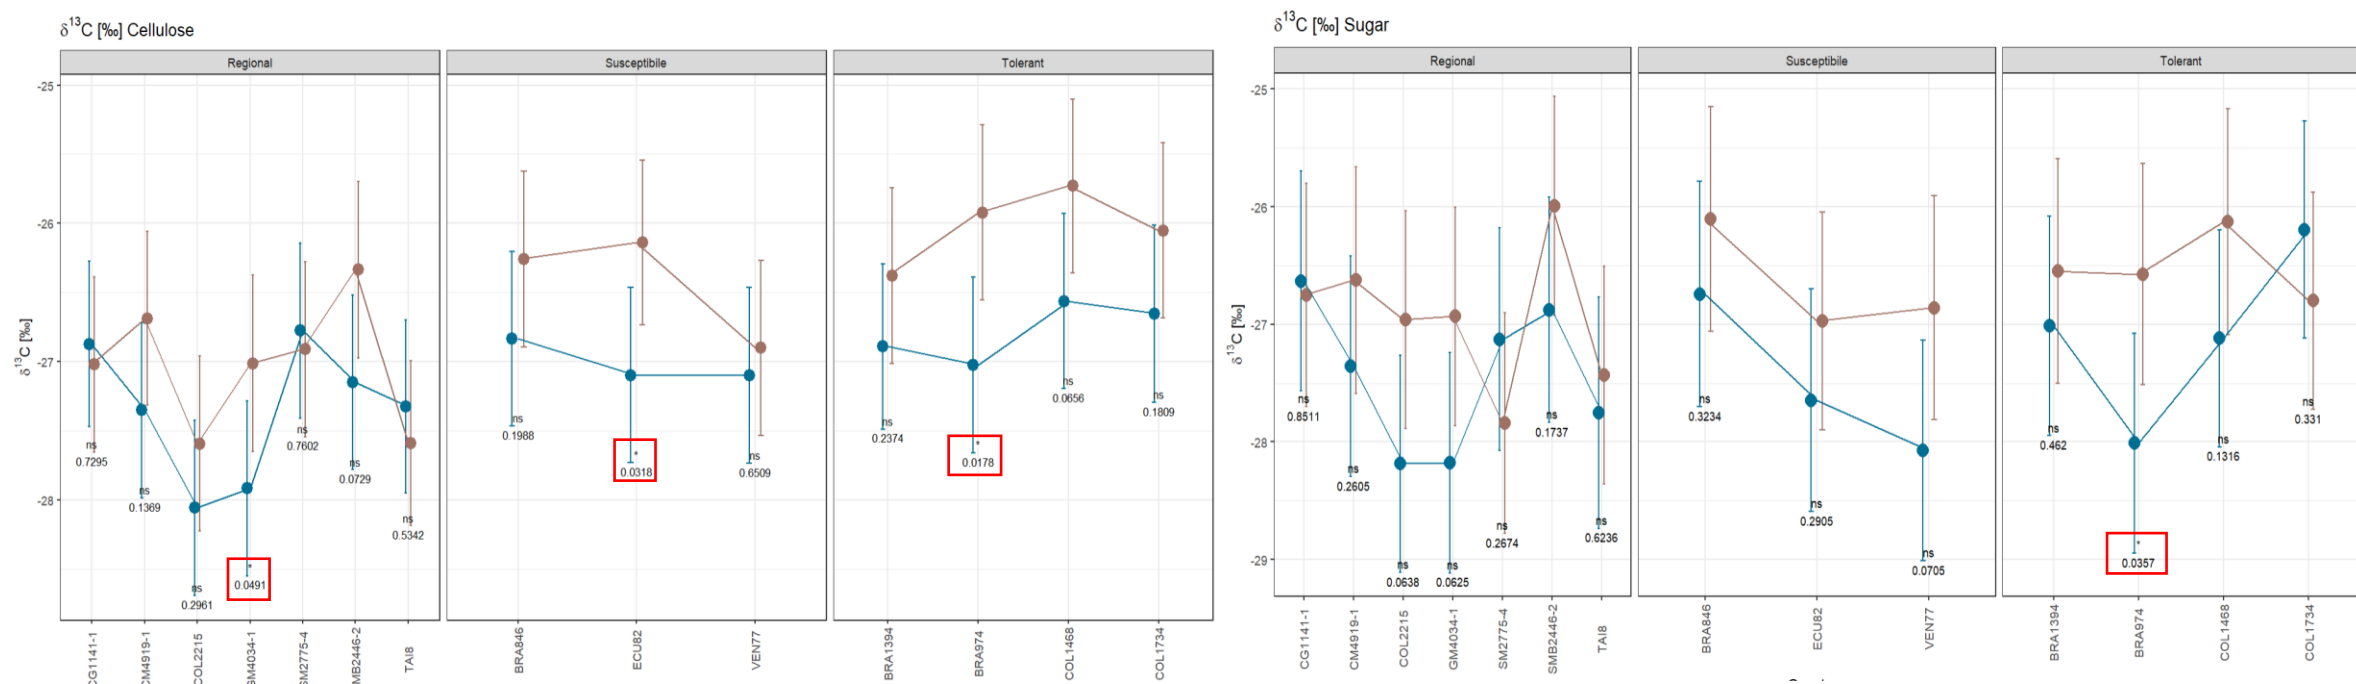 δ¹³C [‰] Cellulose
Regional
Susceptibile
Tolerant
δ¹³C [‰]
-25
-26
-27
-28
ns
0.7295
ns
0.1369
ns
0.2961
*
0.0491
ns
0.7602
ns
0.0729
ns
0.5342
ns
0.1988
*
0.0318
ns
0.6509
ns
0.2374
*
0.0178
ns
0.0656
ns
0.1809
CG1141-1
CM4919-1
COL2215
GM4034-1
SM2775-4
MB2446-2
TAI8
BRA846
ECU82
VEN77
BRA1394
BRA974
COL1468
COL1734
δ¹³C [‰] Sugar
Regional
Susceptibile
Tolerant
δ¹³C [‰]
-25
-26
-27
-28
-29
ns
0.8511
ns
0.2605
ns
0.0638
ns
0.0625
ns
0.2674
ns
0.1737
ns
0.6236
ns
0.3234
ns
0.2905
ns
0.0705
ns
0.462
*
0.0357
ns
0.1316
ns
0.331
CG1141-1
CM4919-1
COL2215
GM4034-1
SM2775-4
SMB2446-2
TAI8
BRA846
ECU82
VEN77
BRA1394
BRA974
COL1468
COL1734